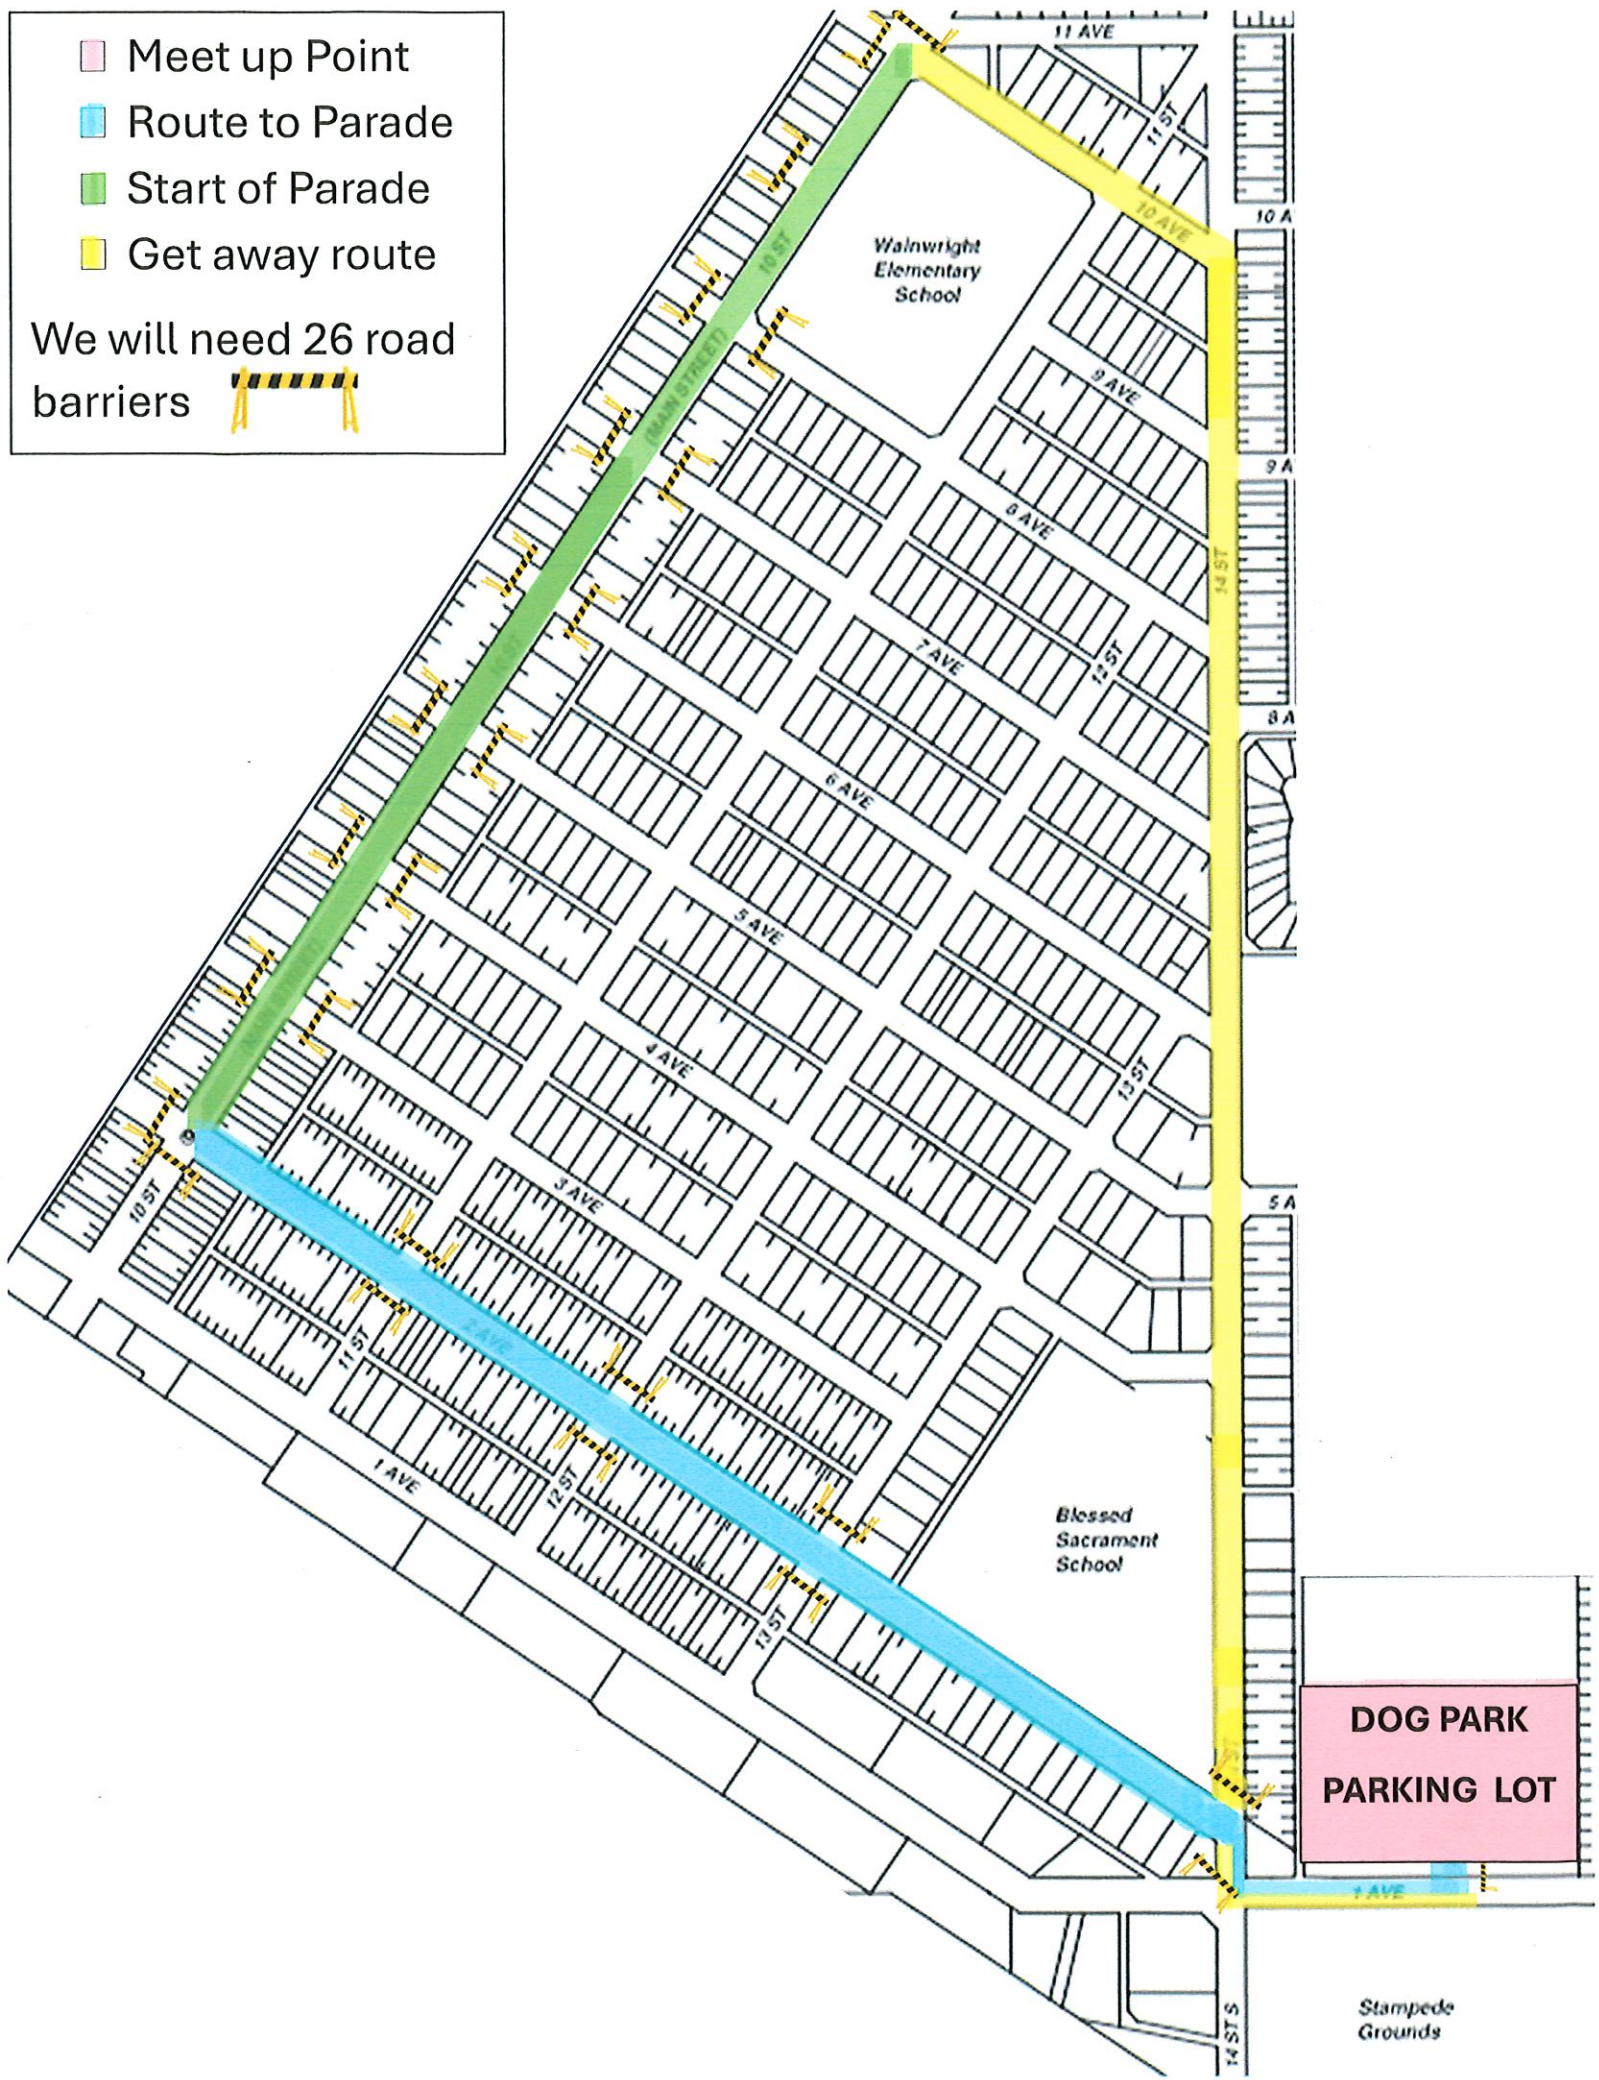 Meet up Point
Route to Parade
Start of Parade
Get away route
We will need 26 road
barriers
11 AVE
11 ST
10 AVE
10 A
10 ST
Wainwright
Elementary
School
(MAIN STREET)
9 AVE
9 A
8 AVE
14 ST
7 AVE
12 ST
8 A
10 ST
6 AVE
5 AVE
(MAIN STREET)
4 AVE
13 ST
5 A
3 AVE
10 ST
2 AVE
11 ST
1 AVE
12 ST
13 ST
Blessed
Sacrament
School
DOG PARK
PARKING LOT
1 AVE
14 ST S
Stampede
Grounds